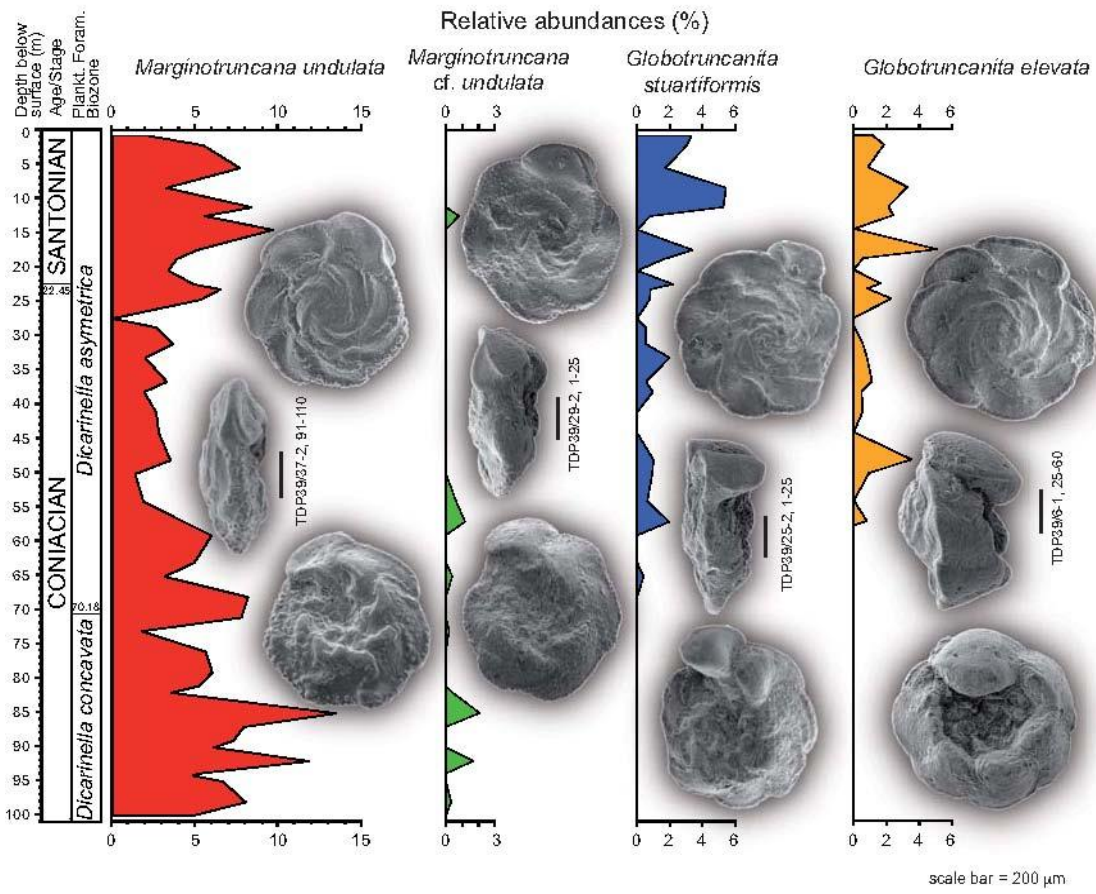 Relative abundances (%)
Depth below
surface (m)
Age/Stage
Plankt. Foram.
Biozone
Marginotruncana undulata
Marginotruncana
cf. undulata
Globotruncanita
stuartiformis
Globotruncanita elevata
0 5 10 15
0 3
0 2 4 6
0 2 4 6
0
5
10
15
20
25
30
35
40
45
50
55
60
65
70
75
80
85
90
95
100
SANTONIAN
22.45
CONIACIAN
Dicarinella asymetrica
70.18
Dicarinella concavata
TDP39/37-2, 91-110
TDP39/29-2, 1-25
TDP39/25-2, 1-25
TDP39/6-1, 25-60
0 5 10 15
0 3
0 2 4 6
0 2 4 6
scale bar = 200 µm